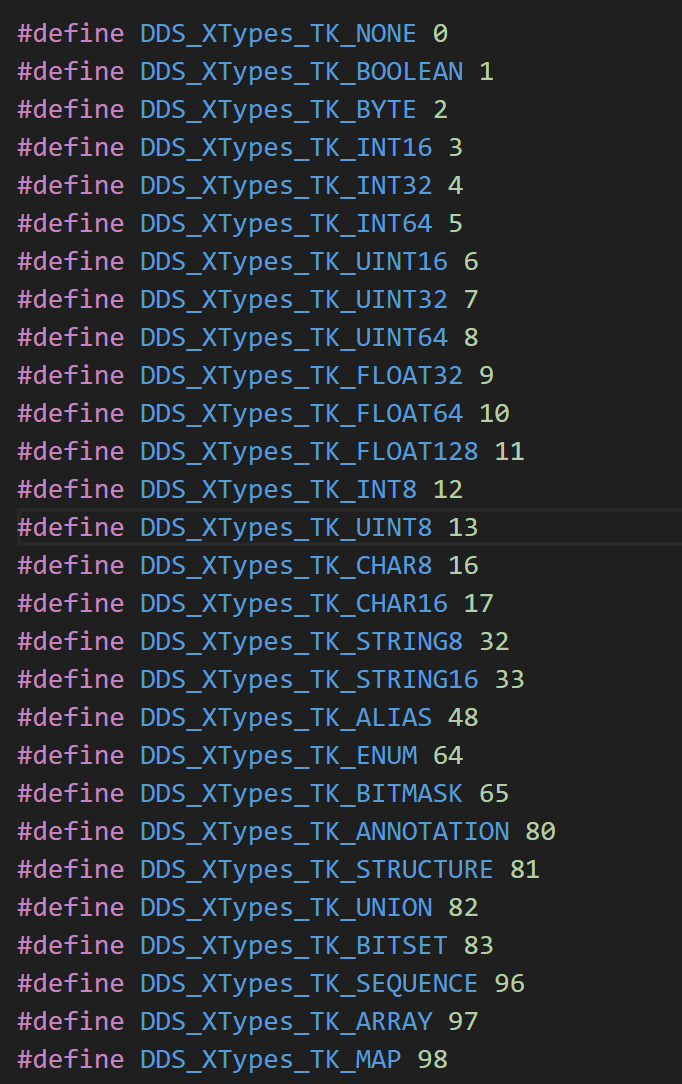 #define DDS_XTypes_TK_NONE 0
#define DDS_XTypes_TK_BOOLEAN 1
#define DDS_XTypes_TK_BYTE 2
#define DDS_XTypes_TK_INT16 3
#define DDS_XTypes_TK_INT32 4
#define DDS_XTypes_TK_INT64 5
#define DDS_XTypes_TK_UINT16 6
#define DDS_XTypes_TK_UINT32 7
#define DDS_XTypes_TK_UINT64 8
#define DDS_XTypes_TK_FLOAT32 9
#define DDS_XTypes_TK_FLOAT64 10
#define DDS_XTypes_TK_FLOAT128 11
#define DDS_XTypes_TK_INT8 12
#define DDS_XTypes_TK_UINT8 13
#define DDS_XTypes_TK_CHAR8 16
#define DDS_XTypes_TK_CHAR16 17
#define DDS_XTypes_TK_STRING8 32
#define DDS_XTypes_TK_STRING16 33
#define DDS_XTypes_TK_ALIAS 48
#define DDS_XTypes_TK_ENUM 64
#define DDS_XTypes_TK_BITMASK 65
#define DDS_XTypes_TK_ANNOTATION 80
#define DDS_XTypes_TK_STRUCTURE 81
#define DDS_XTypes_TK_UNION 82
#define DDS_XTypes_TK_BITSET 83
#define DDS_XTypes_TK_SEQUENCE 96
#define DDS_XTypes_TK_ARRAY 97
#define DDS_XTypes_TK_MAP 98